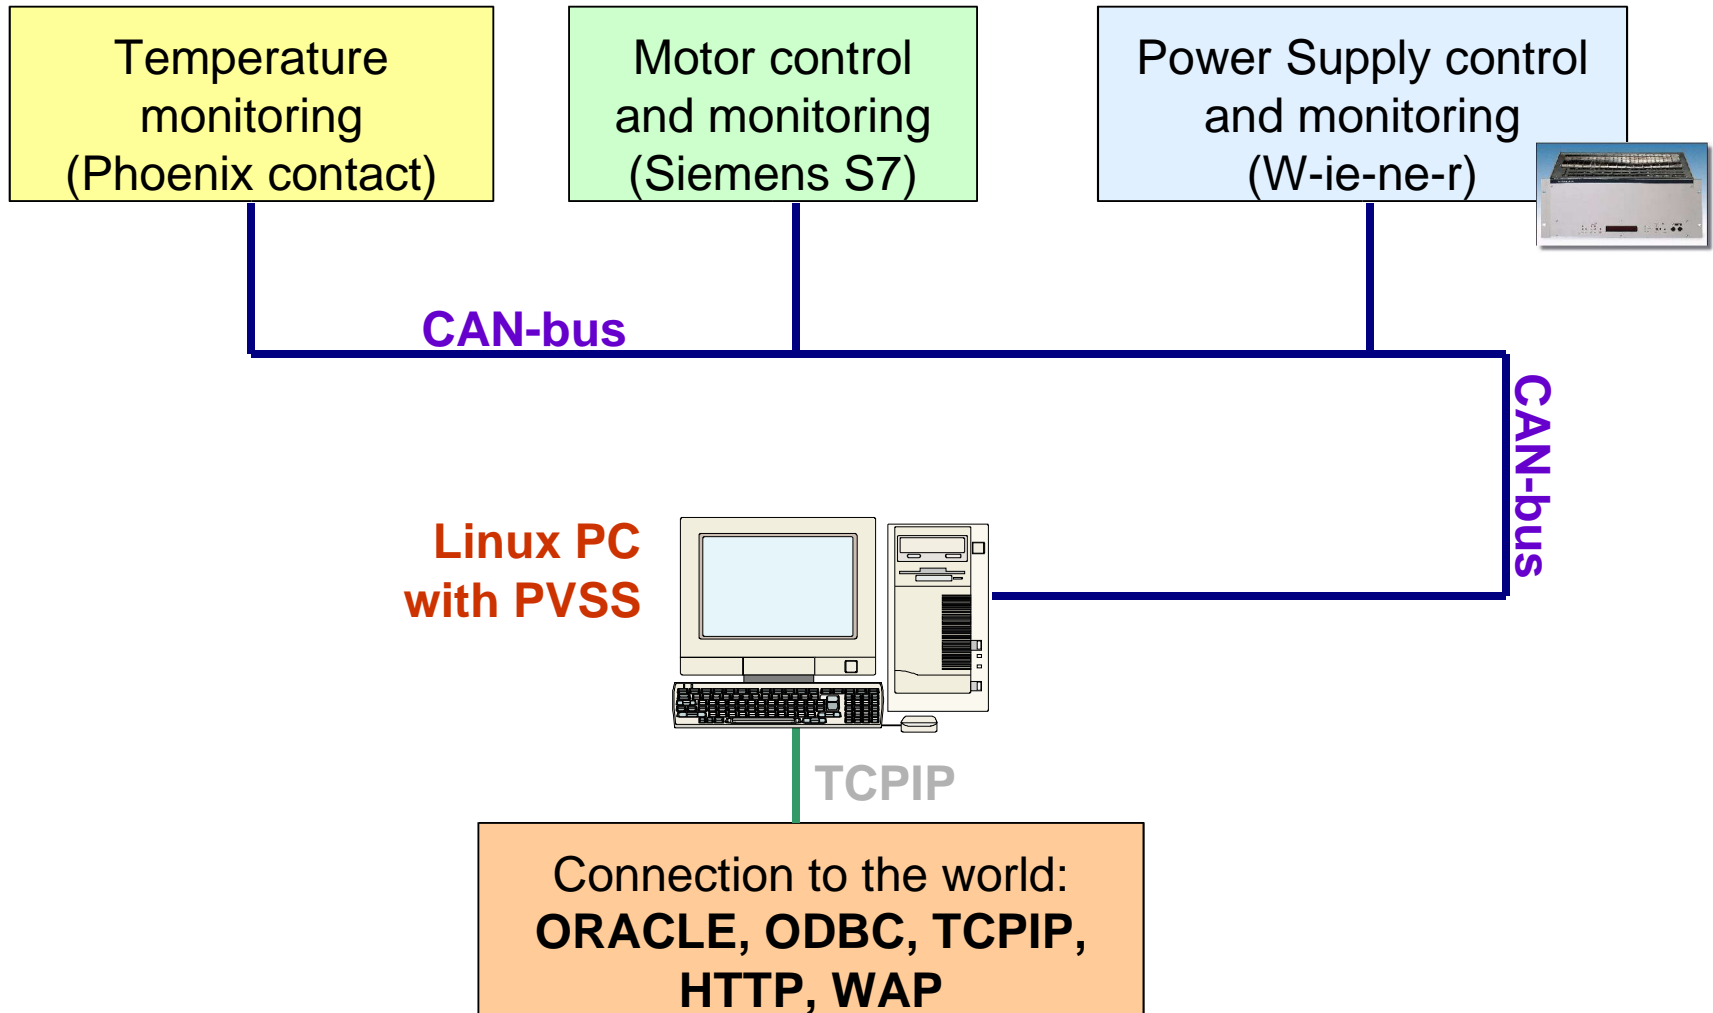 Temperature
monitoring
(Phoenix contact)
Motor control
and monitoring
(Siemens S7)
Power Supply control
and monitoring
(W-ie-ne-r)
CAN-bus
CAN-bus
Linux PC
with PVSS
TCPIP
Connection to the world:
ORACLE, ODBC, TCPIP,
HTTP, WAP